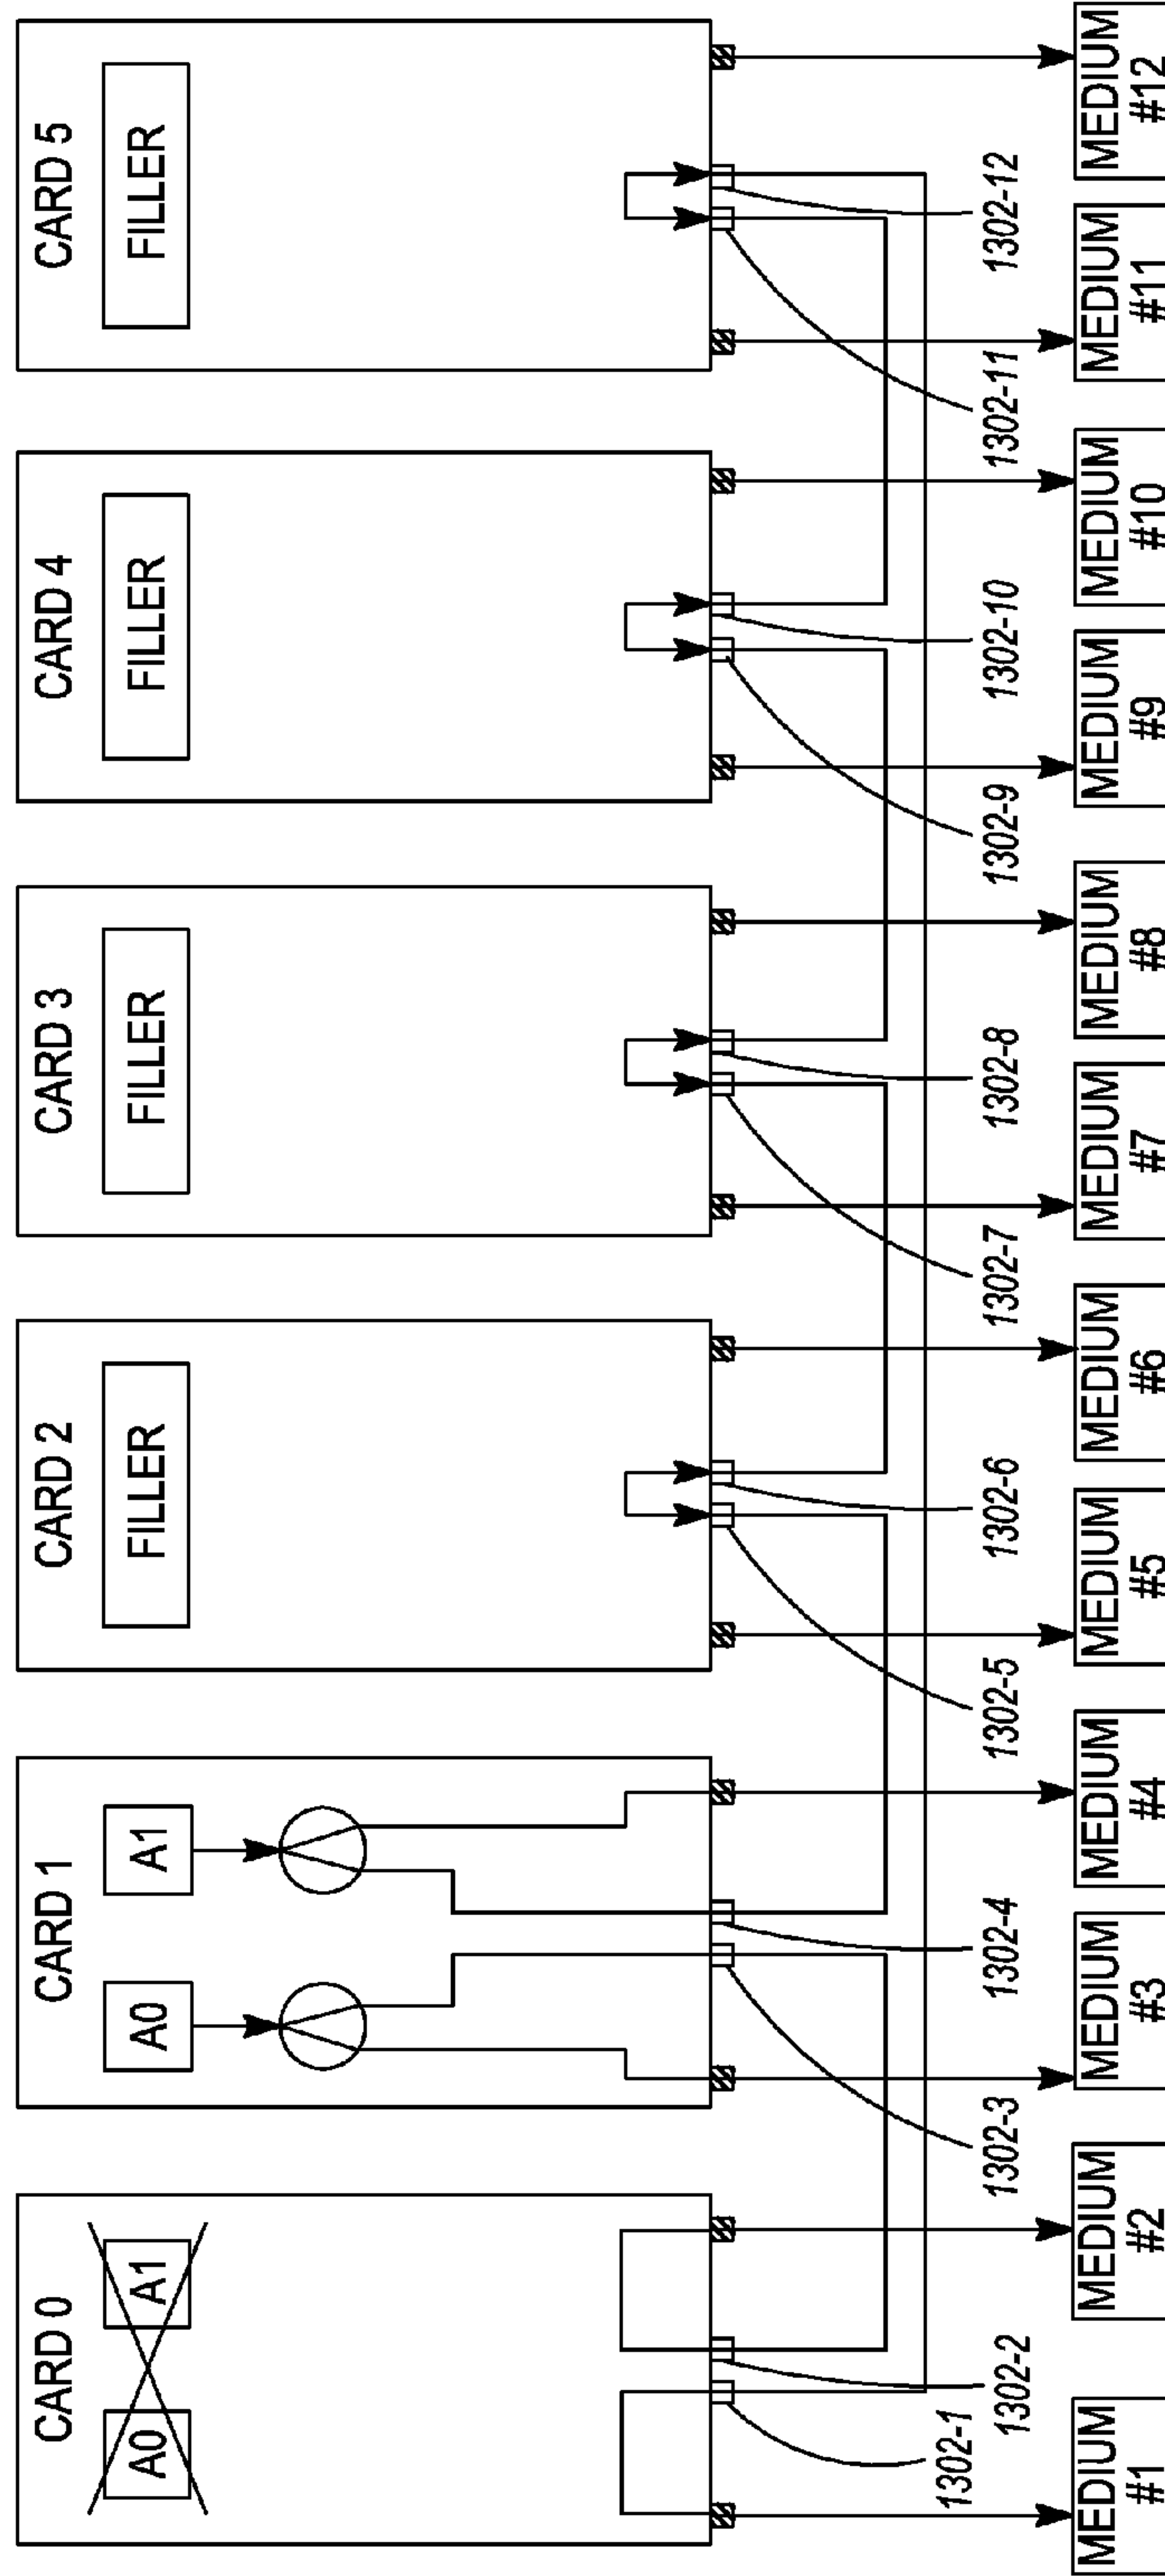 CARD 0
A0
A1
CARD 1
A0
A1
CARD 2
FILLER
CARD 3
FILLER
CARD 4
FILLER
CARD 5
FILLER
1302-1
1302-2
1302-3
1302-4
1302-5
1302-6
1302-7
1302-8
1302-9
1302-10
1302-11
1302-12
MEDIUM
#1
MEDIUM
#2
MEDIUM
#3
MEDIUM
#4
MEDIUM
#5
MEDIUM
#6
MEDIUM
#7
MEDIUM
#8
MEDIUM
#9
MEDIUM
#10
MEDIUM
#11
MEDIUM
#12